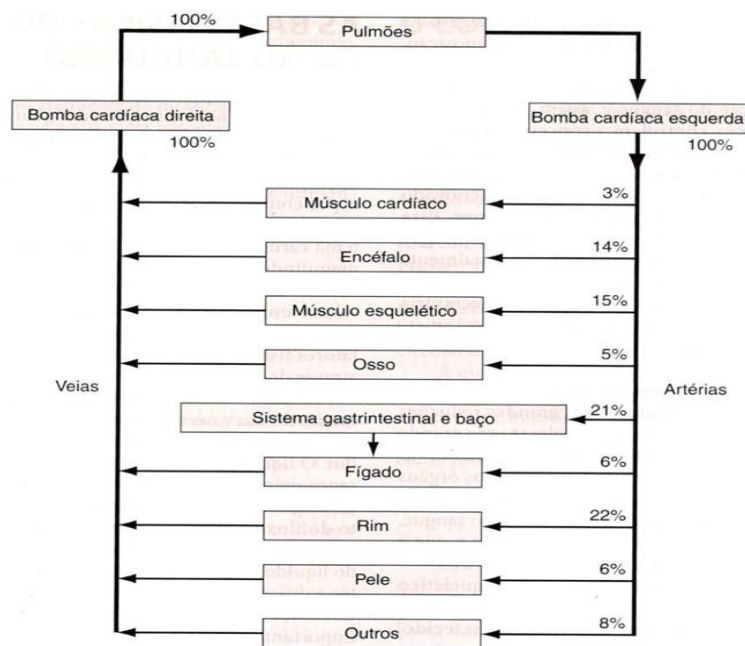 100%
Pulmões
Bomba cardíaca direita
100%
Bomba cardíaca esquerda
100%
Músculo cardíaco
3%
Encéfalo
14%
Músculo esquelético
15%
Osso
5%
Veias
Artérias
Sistema gastrintestinal e baço
21%
Fígado
6%
Rim
22%
Pele
6%
Outros
8%